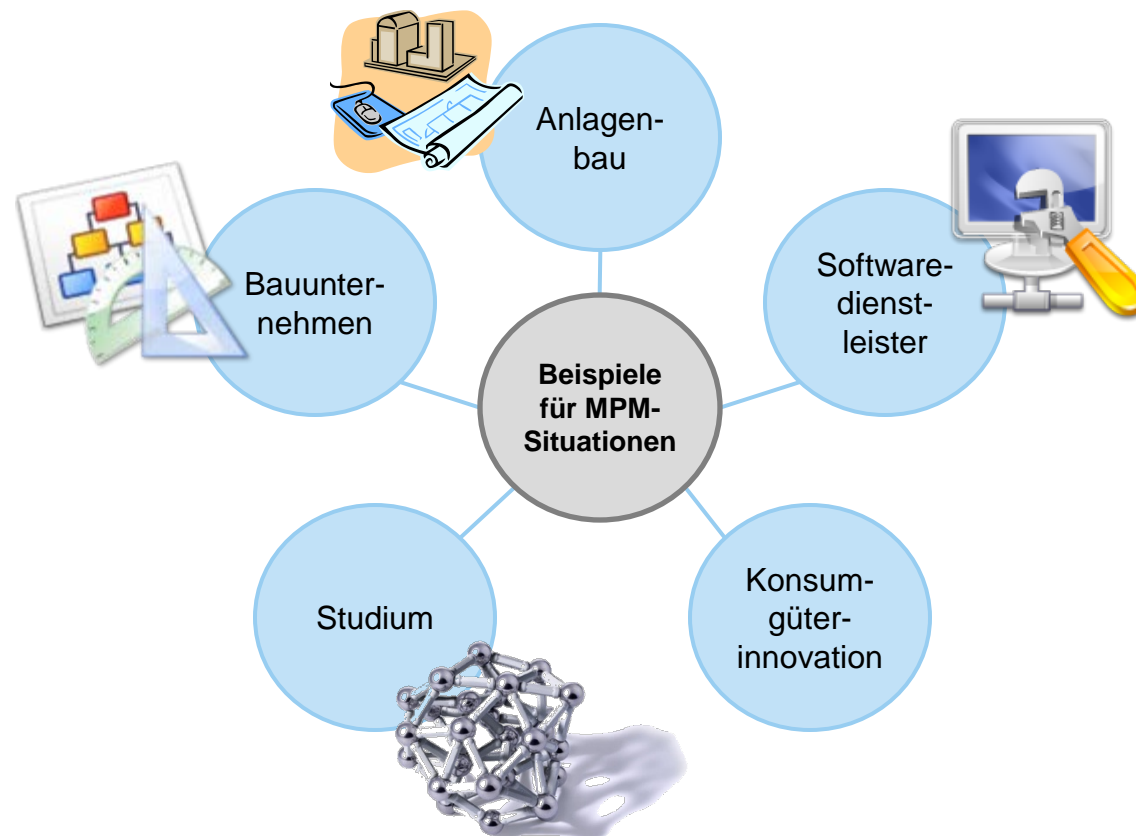 Anlagen-
bau
Bauunter-
nehmen
Software-
dienst-
leister
Beispiele
für MPM-
Situationen
Studium
Konsum-
güter-
innovation